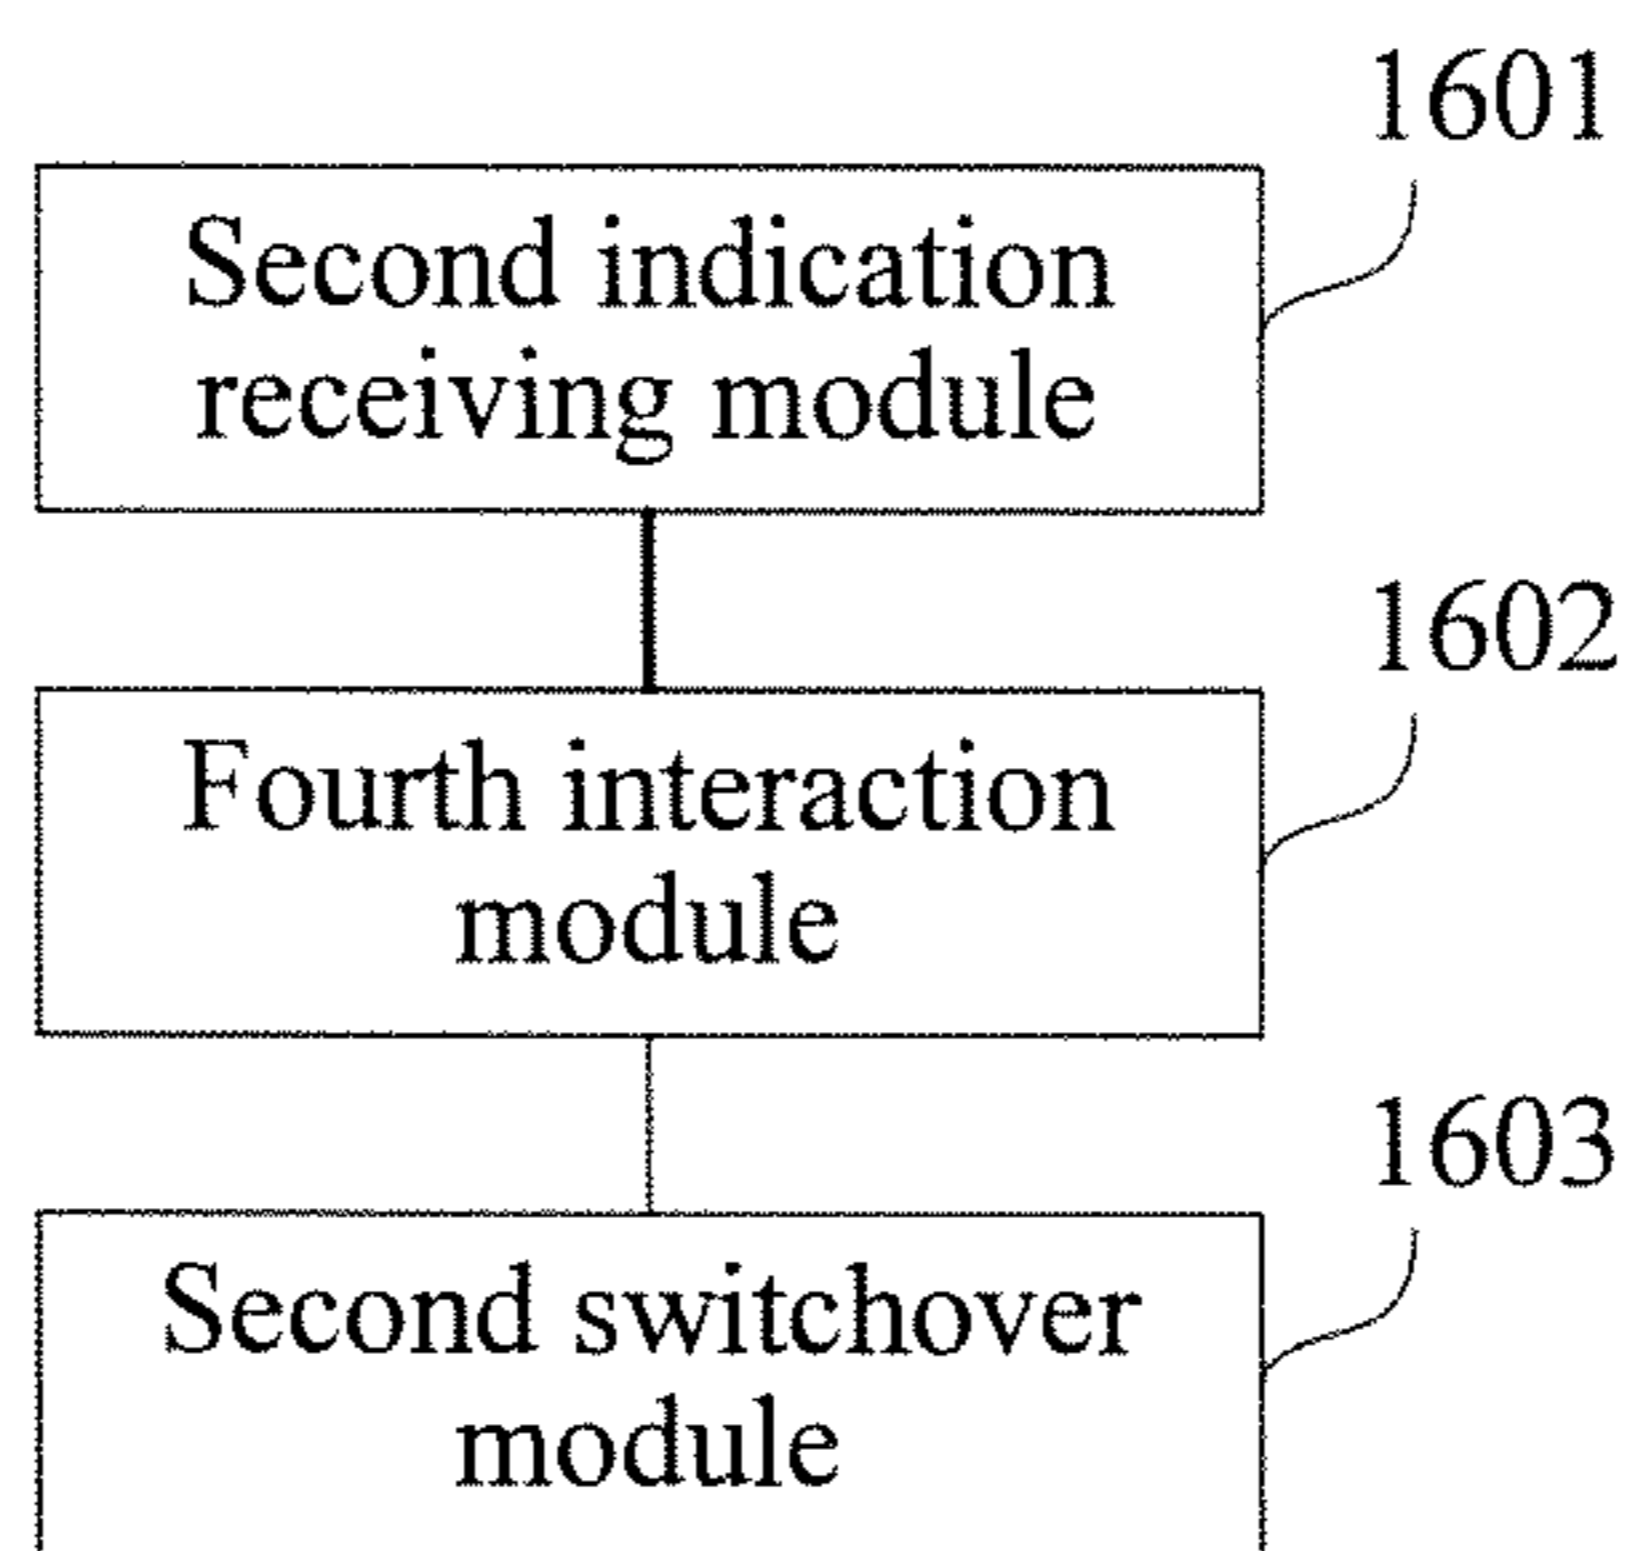 1601
Second indication
receiving module
1602
Fourth interaction
module
1603
Second switchover
module